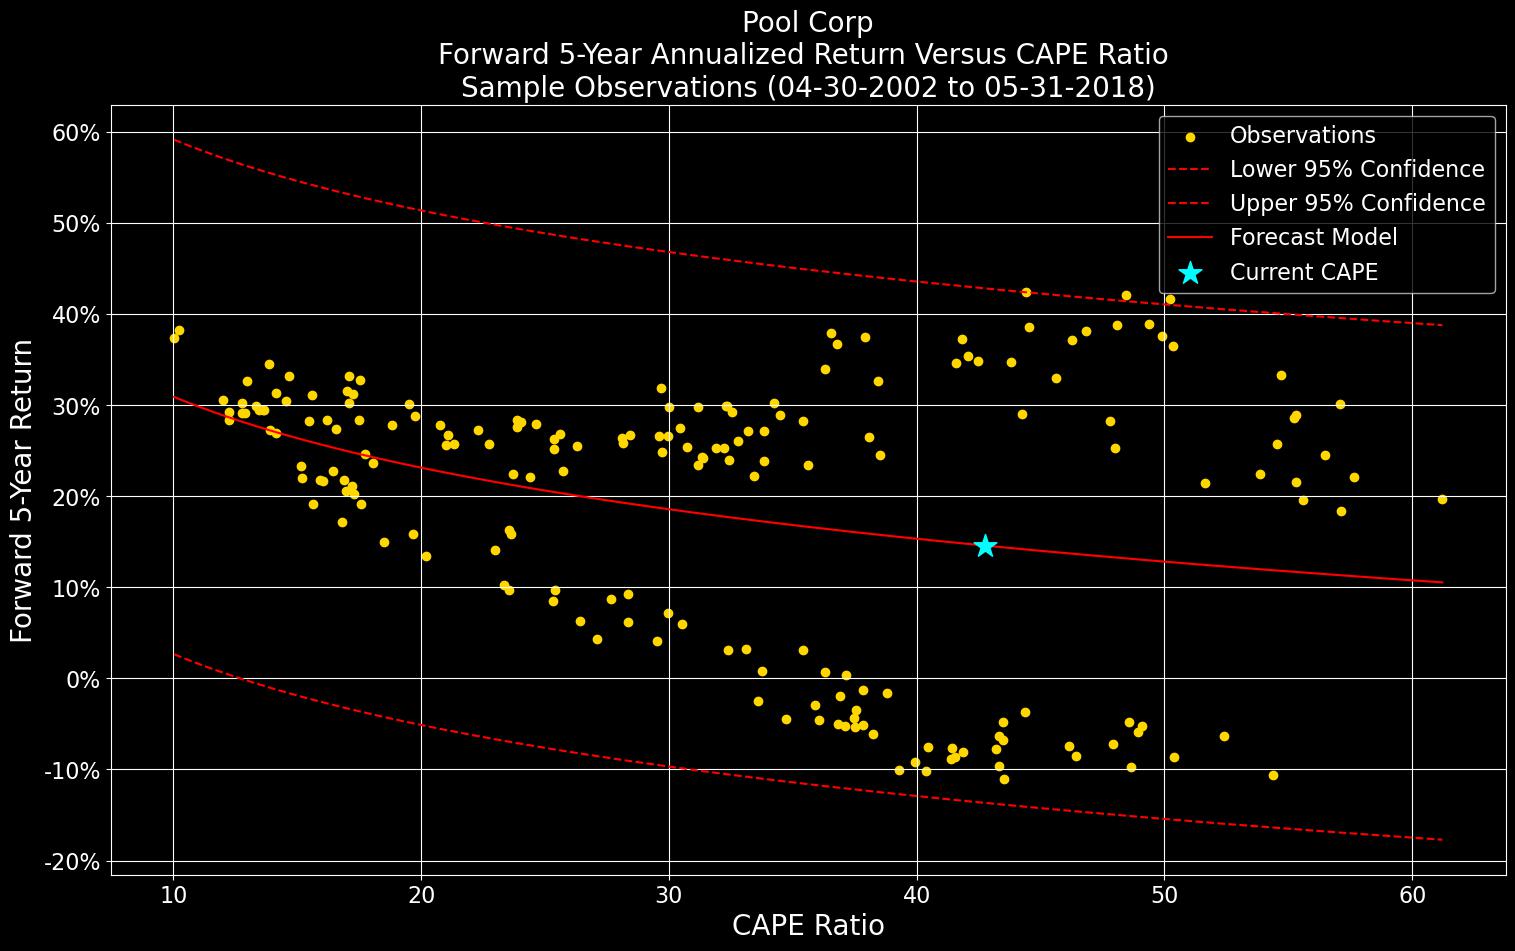 Pool Corp
Forward 5-Year Annualized Return Versus CAPE Ratio
Sample Observations (04-30-2002 to 05-31-2018)
Observations
Lower 95% Confidence
Upper 95% Confidence
Forecast Model
Current CAPE
Forward 5-Year Return
60%
50%
40%
30%
20%
10%
0%
-10%
-20%
10 20 30 40 50 60
CAPE Ratio